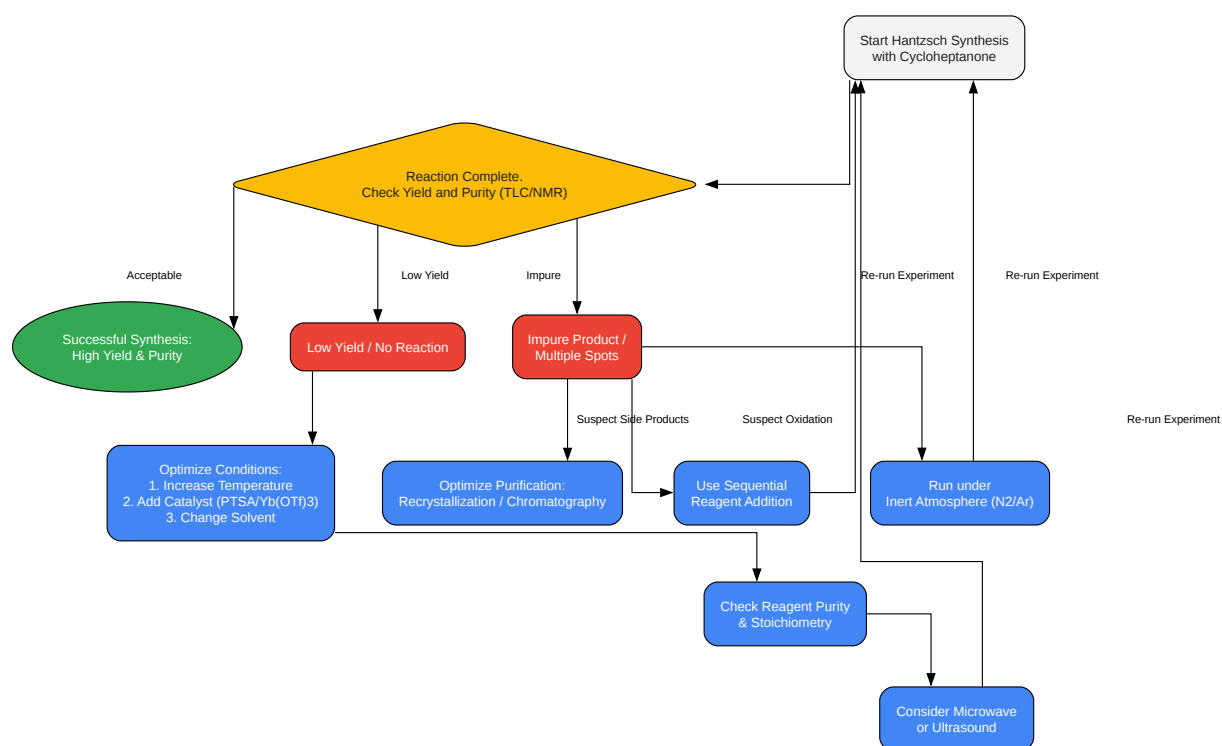 Start Hantzsch Synthesis
with Cycloheptanone
Reaction Complete.
Check Yield and Purity (TLC/NMR)
Acceptable
Low Yield
Impure
Re-run Experiment
Re-run Experiment
Successful Synthesis:
High Yield & Purity
Low Yield / No Reaction
Impure Product /
Multiple Spots
Suspect Side Products
Suspect Oxidation
Re-run Experiment
Optimize Conditions:
1. Increase Temperature
2. Add Catalyst (PTSA/Yb(OTf)3)
3. Change Solvent
Optimize Purification:
Recrystallization / Chromatography
Use Sequential
Reagent Addition
Run under
Inert Atmosphere (N2/Ar)
Check Reagent Purity
& Stoichiometry
Consider Microwave
or Ultrasound